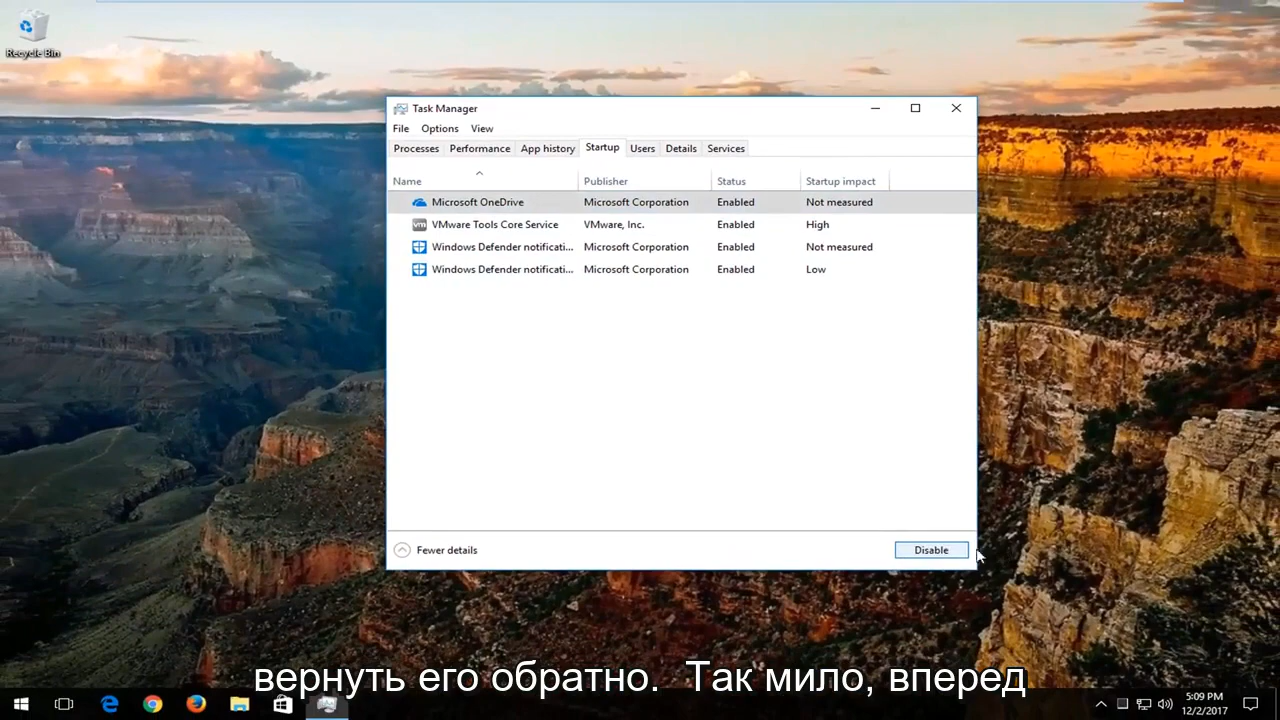 Recycle Bin
Task Manager
File Options View
Processes Performance App history Startup Users Details Services
Name Publisher Status Startup impact
Microsoft OneDrive Microsoft Corporation Enabled Not measured
vm VMware Tools Core Service VMware, Inc. Enabled High
Windows Defender notificati... Microsoft Corporation Enabled Not measured
Windows Defender notificati... Microsoft Corporation Enabled Low
Fewer details Disable
вернуть его обратно. Так мило, вперед
5:09 PM
12/2/2017